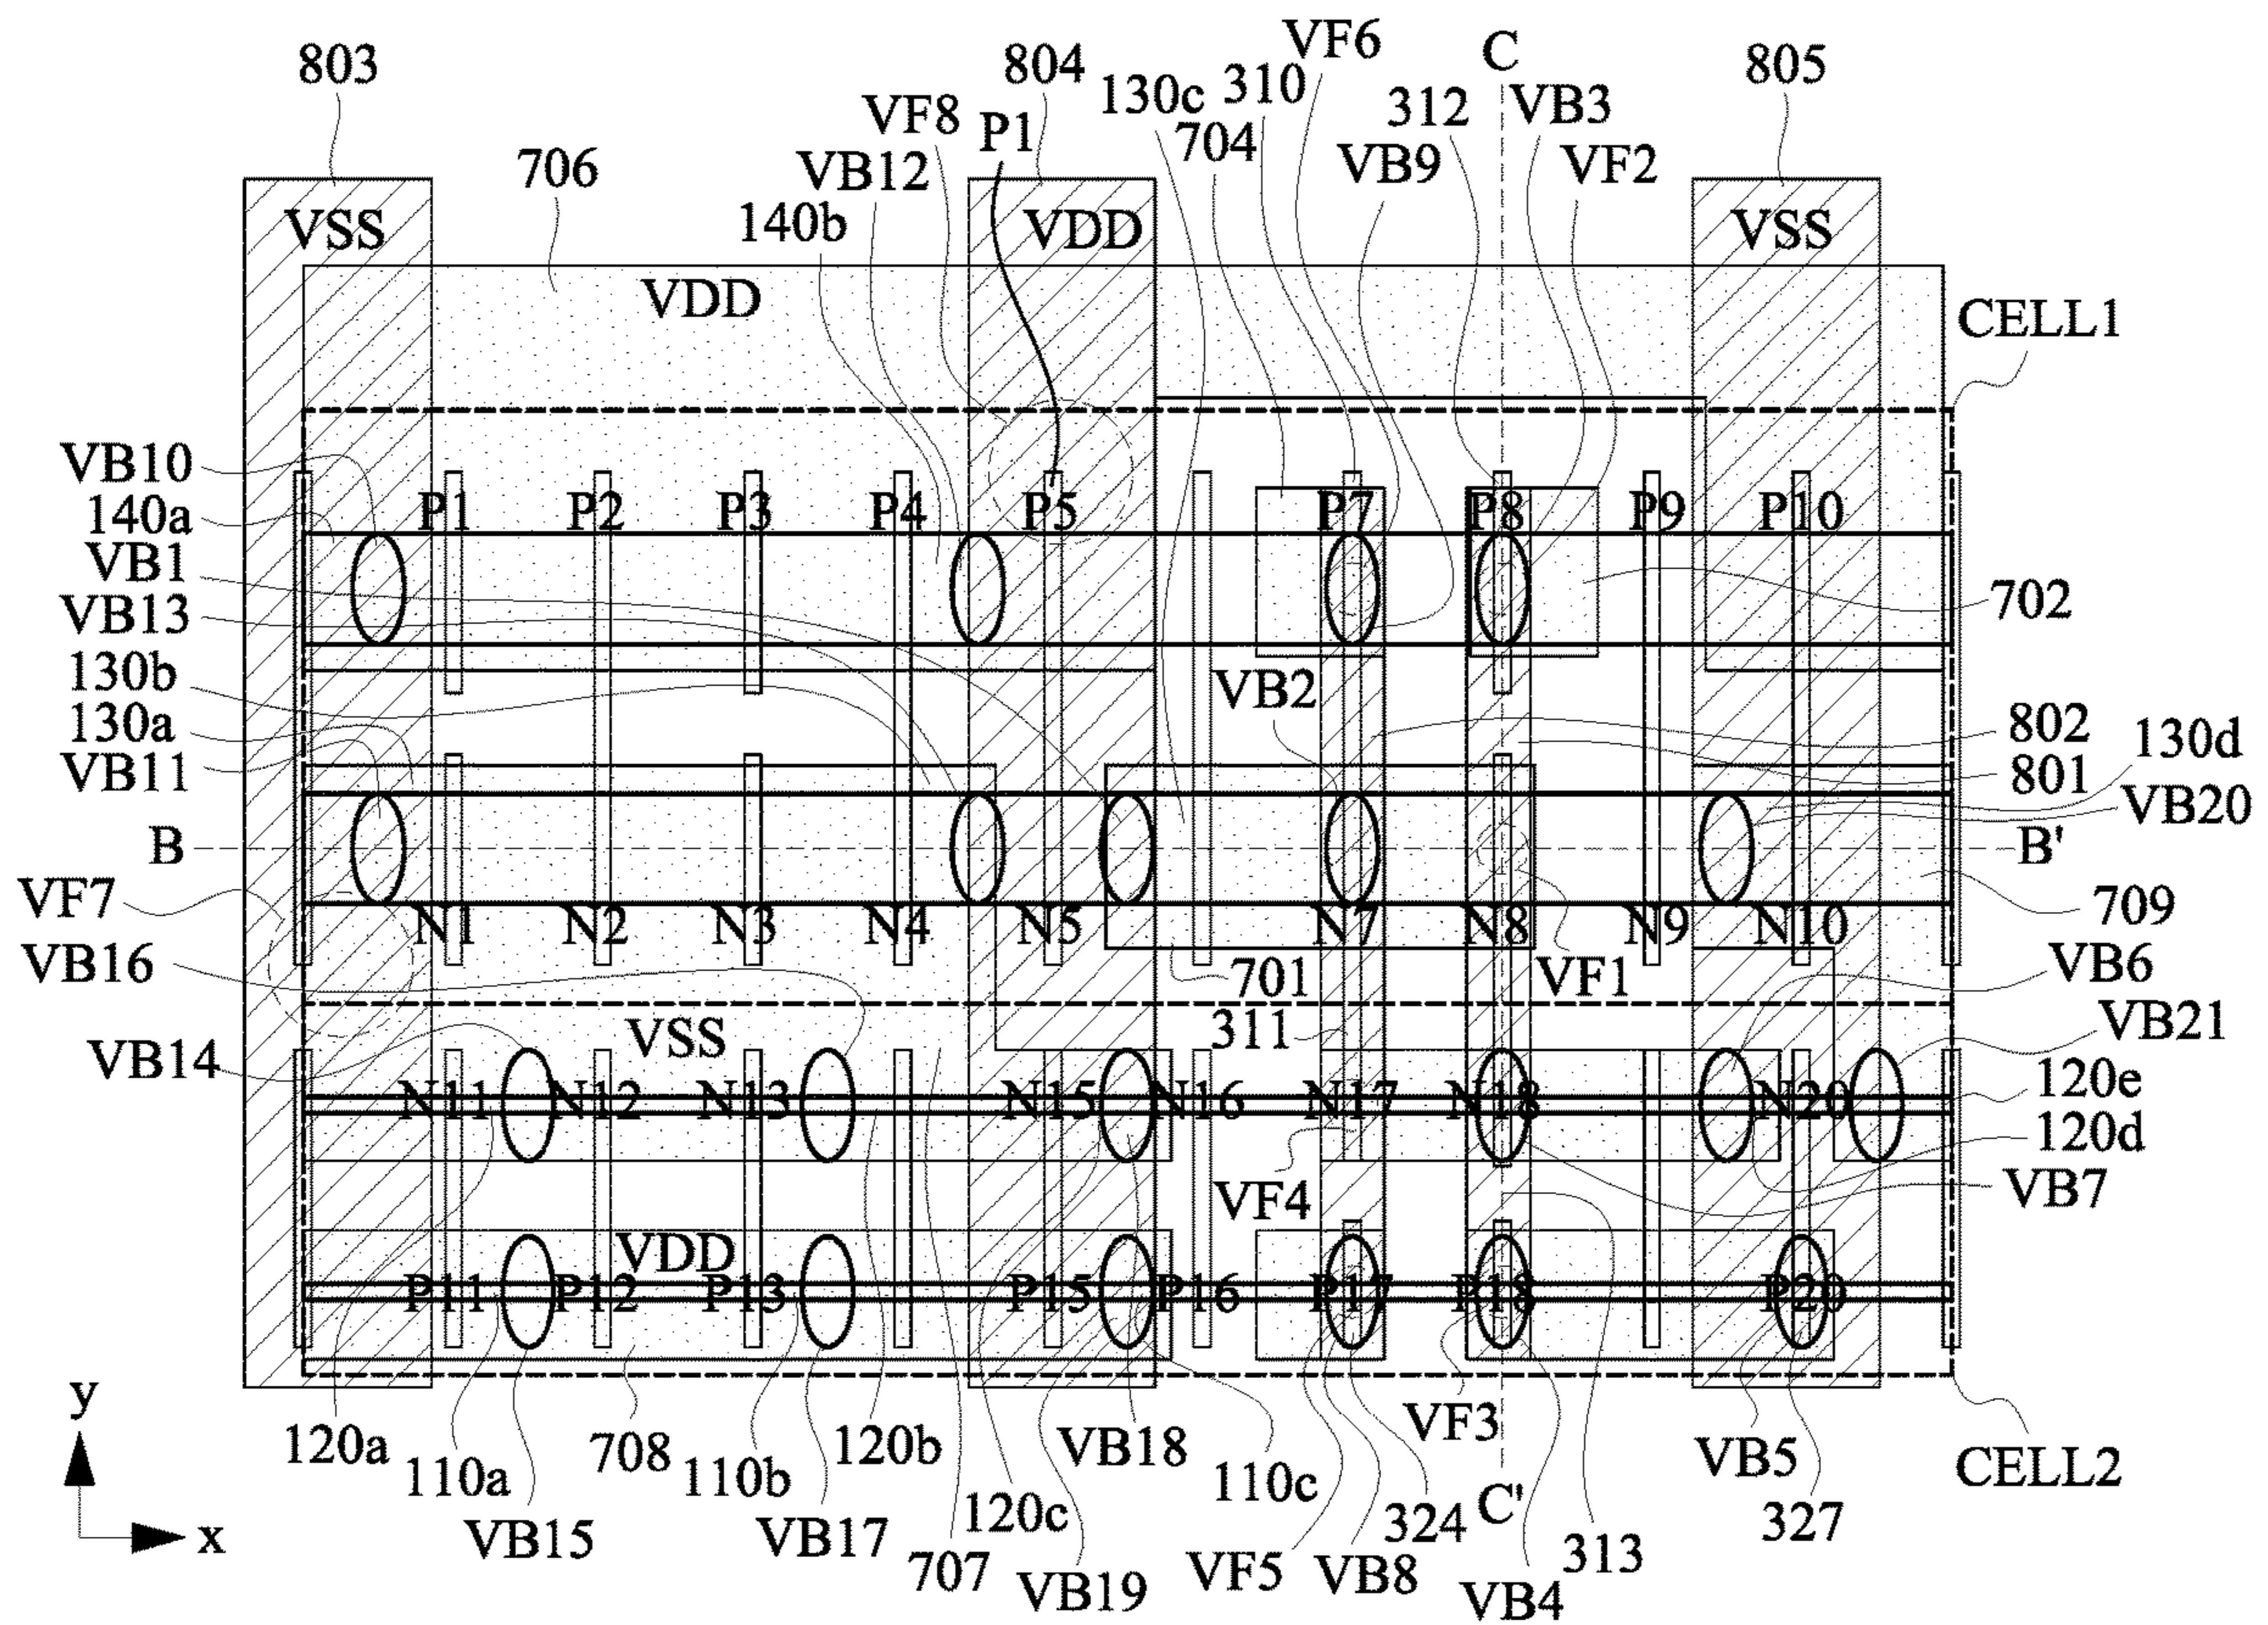 VF6
803
804
C
805
310
130c
312
VB3
VF8
P1
704
VB9
VF2
706
VB12
140b
VSS
VDD
VSS
VDD
CELL1
VB10
140a
P1
P2
P3
P4
P5
P7
P8
P9
P10
VB1
VB13
702
130b
VB2
130a
802
130d
VB11
801
VB20
B
B'
VF7
709
N1
N2
N3
N4
N5
N7
N8
N9
N10
VB16
701
VF1
VB6
VSS
311
VB21
VB14
N11
N12
N13
N15
N16
N17
N18
N20
120e
120d
VF4
VB7
VDD
P11
P12
P13
P15
P16
P17
P18
P20
y
VF3
120a
708
120b
VB18
VB5
CELL2
110a
110b
110c
120c
324
C'
327
x
VB15
VB17
707
VB19
VF5
VB8
VB4
313